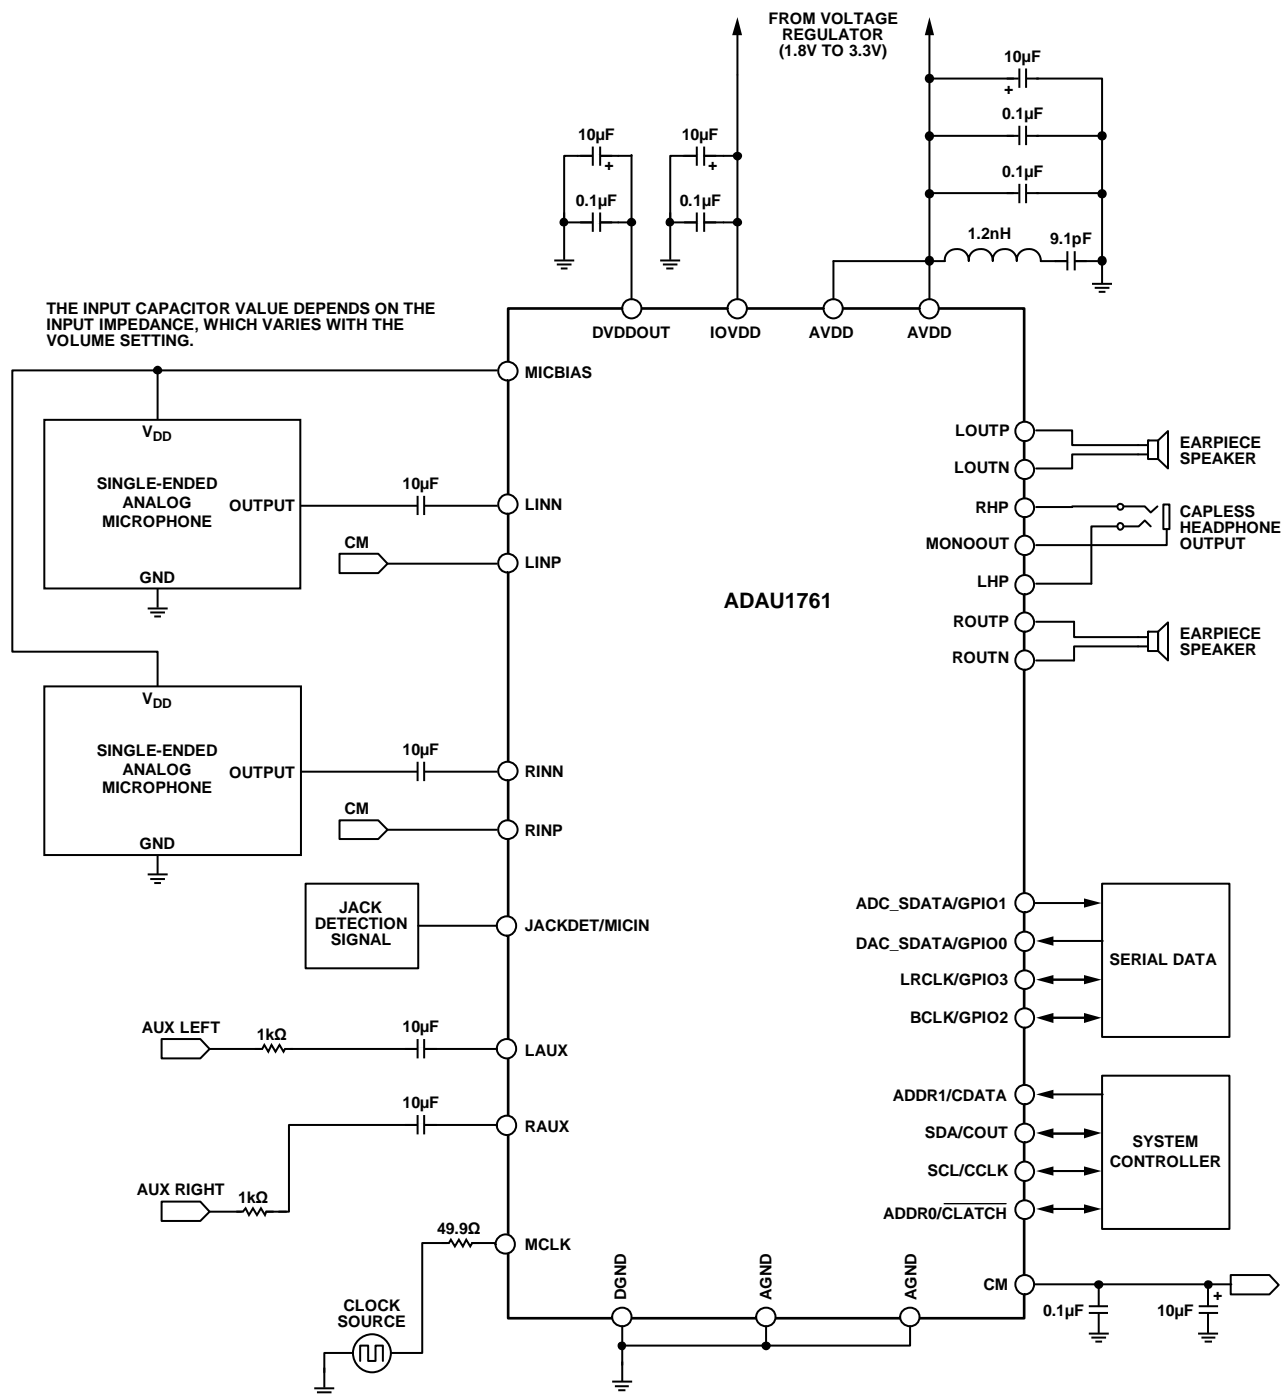 FROM VOLTAGE
REGULATOR
(1.8V TO 3.3V)
10µF
+
0.1µF
0.1µF
1.2nH
9.1pF
10µF
+
0.1µF
10µF
+
0.1µF
THE INPUT CAPACITOR VALUE DEPENDS ON THE
INPUT IMPEDANCE, WHICH VARIES WITH THE
VOLUME SETTING.
DVDDOUT
IOVDD
AVDD
AVDD
MICBIAS
VDD
SINGLE-ENDED
ANALOG
MICROPHONE
OUTPUT
GND
10µF
LINN
CM
LINP
ADAU1761
LOUTP
LOUTN
EARPIECE
SPEAKER
RHP
MONOOUT
LHP
CAPLESS
HEADPHONE
OUTPUT
ROUTP
ROUTN
EARPIECE
SPEAKER
VDD
SINGLE-ENDED
ANALOG
MICROPHONE
OUTPUT
GND
10µF
RINN
CM
RINP
JACK
DETECTION
SIGNAL
JACKDET/MICIN
ADC_SDATA/GPIO1
DAC_SDATA/GPIO0
LRCLK/GPIO3
BCLK/GPIO2
SERIAL DATA
AUX LEFT
1kΩ
10µF
LAUX
10µF
RAUX
AUX RIGHT
1kΩ
ADDR1/CDATA
SDA/COUT
SCL/CCLK
ADDR0/CLATCH
SYSTEM
CONTROLLER
49.9Ω
MCLK
CLOCK
SOURCE
DGND
AGND
AGND
CM
0.1µF
10µF
+